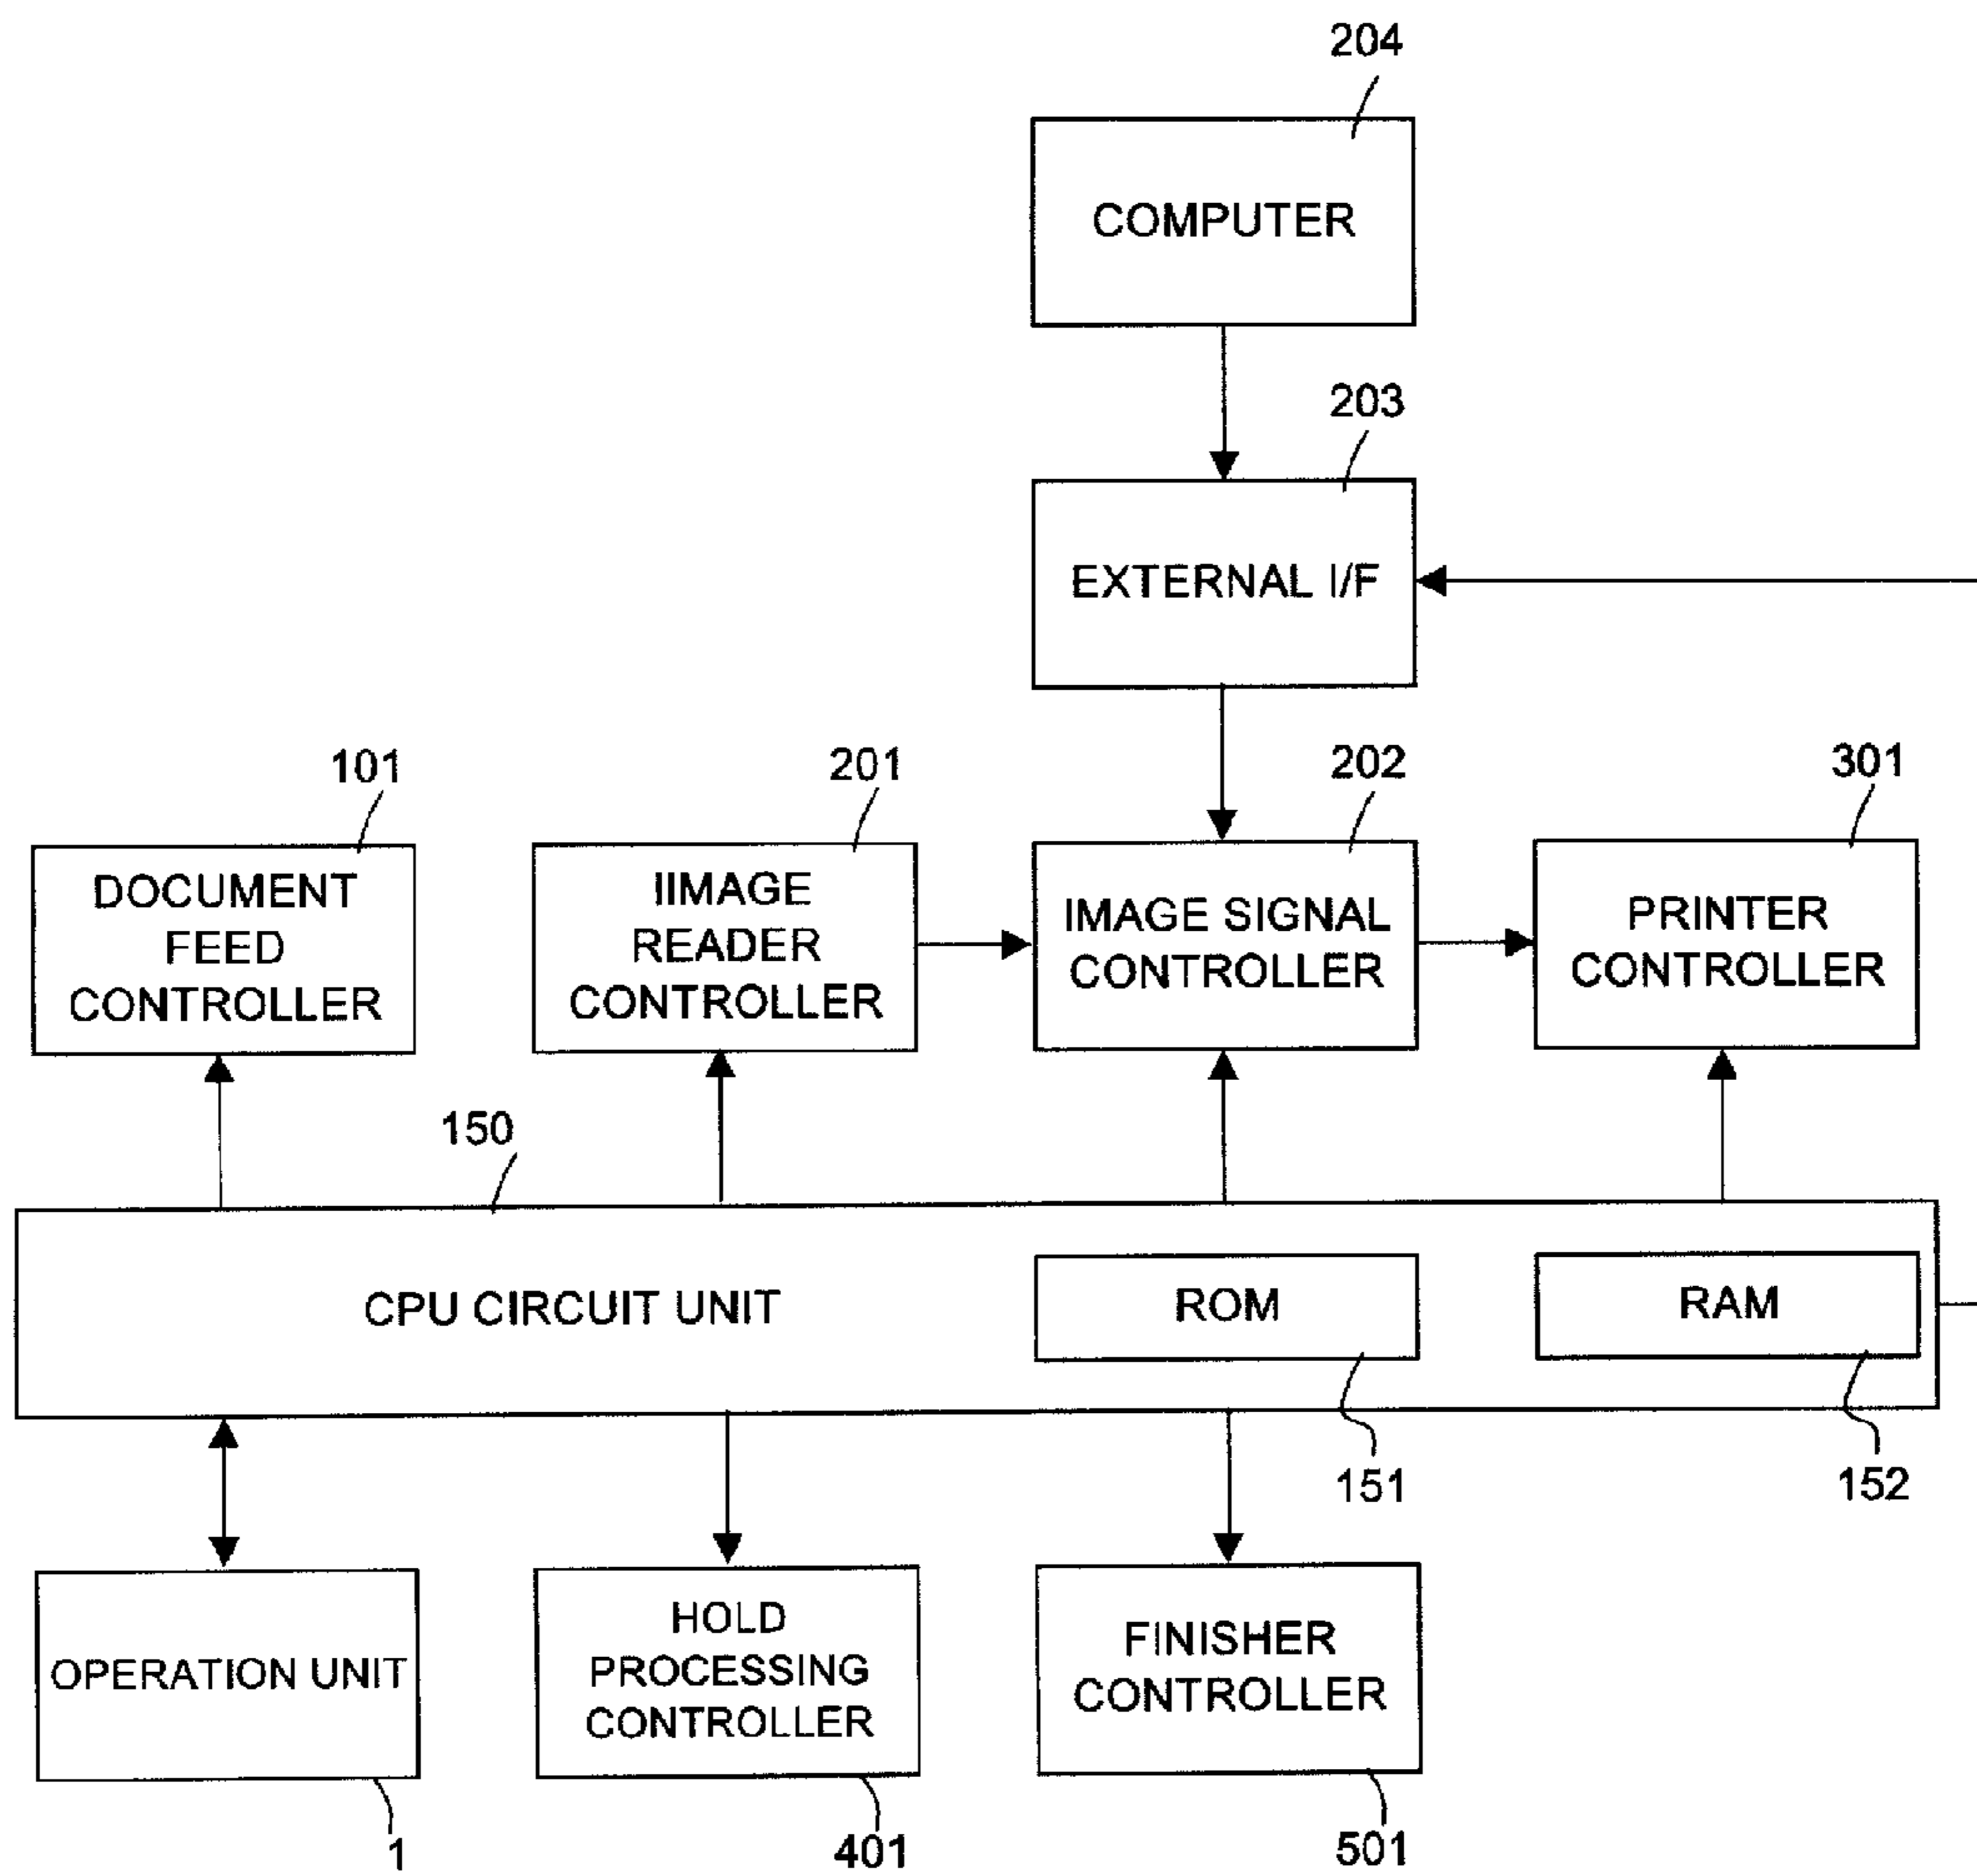 204
COMPUTER
203
EXTERNAL I/F
101
201
202
301
DOCUMENT
FEED
CONTROLLER
IIMAGE
READER
CONTROLLER
IMAGE SIGNAL
CONTROLLER
PRINTER
CONTROLLER
150
CPU CIRCUIT UNIT
ROM
RAM
151
152
OPERATION UNIT
HOLD
PROCESSING
CONTROLLER
FINISHER
CONTROLLER
1
401
501